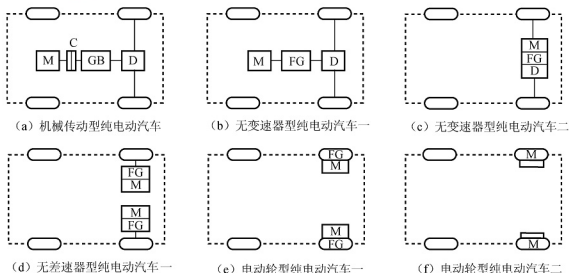 C
M GB D
M FG D
M
FG
D
(a) 机械传动型纯电动汽车
(b) 无变速器型纯电动汽车一
(c) 无变速器型纯电动汽车二
FG
M
M
FG
FG
M
M
FG
M
M
(d) 无差速器型纯电动汽车一
(e) 电动轮型纯电动汽车一
(f) 电动轮型纯电动汽车二